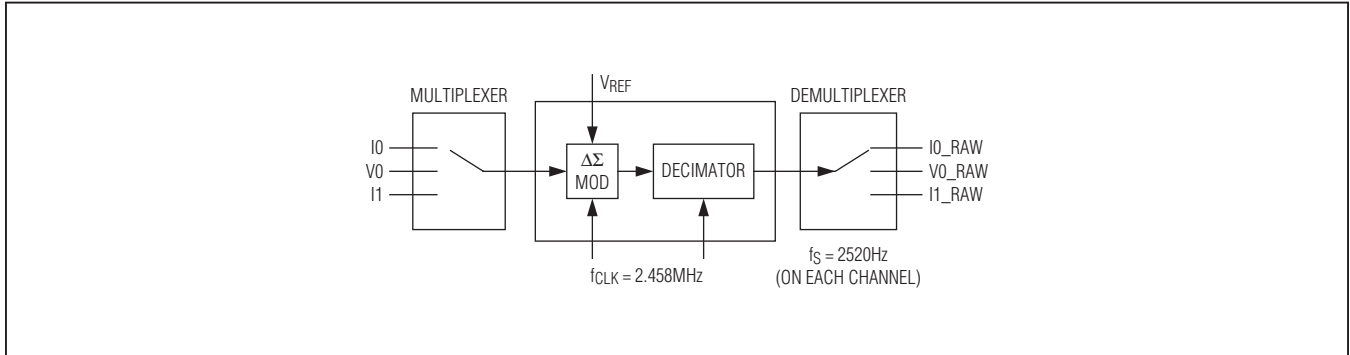 VREF
MULTIPLEXER
DEMULTIPLEXER
I0
V0
I1
ΔΣ
MOD
DECIMATOR
I0_RAW
V0_RAW
I1_RAW
fCLK = 2.458MHz
fS = 2520Hz
(ON EACH CHANNEL)